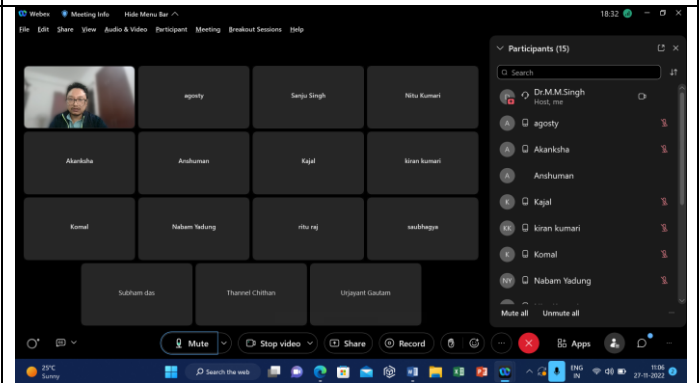 Webex Meeting Info Hide Menu Bar 18:32
File Edit Share View Audio & Video Participant Meeting Breakout Sessions Help
Participants (15)
Search
Dr.M.M.Singh
Host, me
A agosty
A Akanksha
A Anshuman
K Kajal
KK kiran kumari
K Komal
NY Nabam Yadung
Mute all Unmute all
agosty Sanju Singh Nitu Kumari
Akanksha Anshuman Kajal kiran kumari
Komal Nabam Yadung ritu raj saubhagya
Subham das Thannel Chithan Urjayant Gautam
Mute Stop video Share Record Apps
25°C
Sunny
Search the web
ENG
IN
11:06
27-11-2022